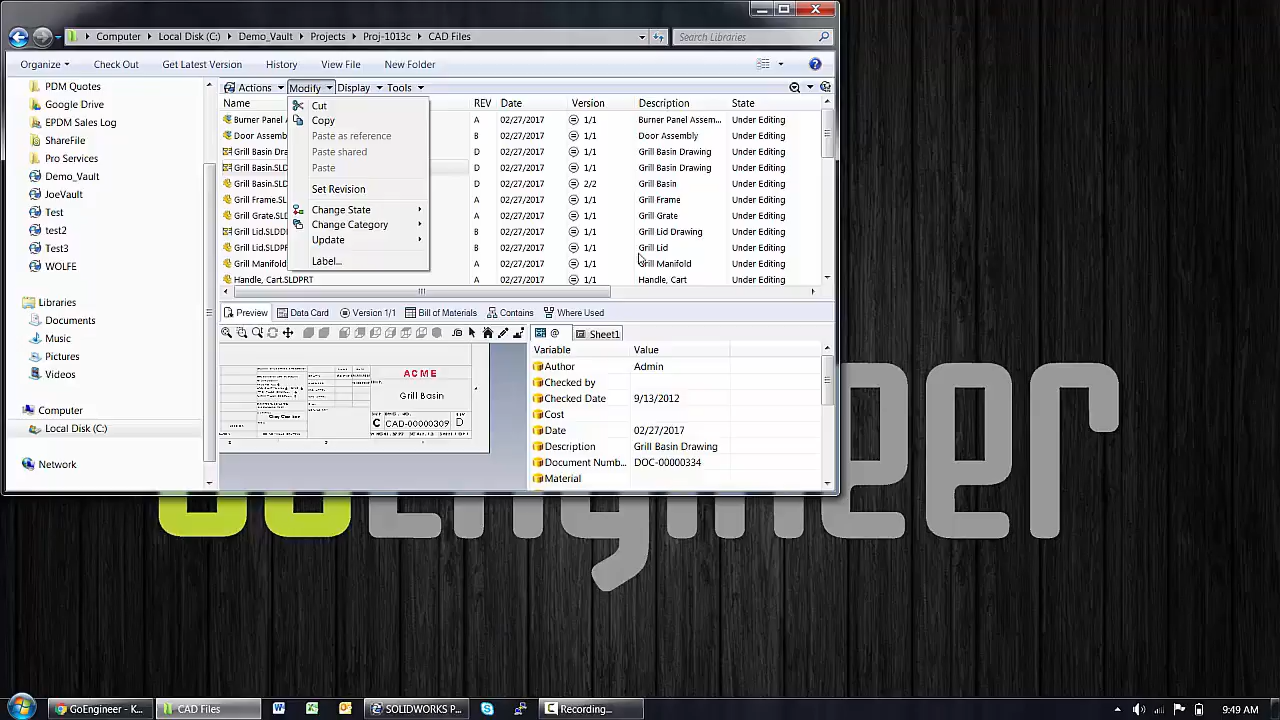 Computer Local Disk (C:) Demo_Vault Projects Proj-1013c CAD Files Search Libraries
Organize Check Out Get Latest Version History View File New Folder
PDM Quotes
Google Drive
EPDM Sales Log
ShareFile
Pro Services
Demo_Vault
JoeVault
Test
test2
Test3
WOLFE
Libraries
Documents
Music
Pictures
Videos
Computer
Local Disk (C:)
Network
Actions Modify Display Tools
Name REV Date Version Description State
Burner Panel A A 02/27/2017 1/1 Burner Panel Assem... Under Editing
Door Assemb B 02/27/2017 1/1 Door Assembly Under Editing
Grill Basin Dra D 02/27/2017 1/1 Grill Basin Drawing Under Editing
Grill Basin.SLD D 02/27/2017 1/1 Grill Basin Drawing Under Editing
Grill Basin.SLD D 02/27/2017 2/2 Grill Basin Under Editing
Grill Frame.SL A 02/27/2017 1/1 Grill Frame Under Editing
Grill Grate.SLD A 02/27/2017 1/1 Grill Grate Under Editing
Grill Lid.SLDD B 02/27/2017 1/1 Grill Lid Drawing Under Editing
Grill Lid.SLDPR B 02/27/2017 1/1 Grill Lid Under Editing
Grill Manifold A 02/27/2017 1/1 Grill Manifold Under Editing
Handle, Cart.SLDPRT A 02/27/2017 1/1 Handle, Cart Under Editing
Cut
Copy
Paste as reference
Paste shared
Paste
Set Revision
Change State
Change Category
Update
Label...
Preview Data Card Version 1/1 Bill of Materials Contains Where Used
@ Sheet1
Variable Value
Author Admin
Checked by
Checked Date 9/13/2012
Cost
Date 02/27/2017
Description Grill Basin Drawing
Document Numb... DOC-00000334
Material
ACME
Grill Basin
C CAD-00000309 D
GoEngineer
GoEngineer - K... CAD Files SOLIDWORKS P... Recording... 9:49 AM